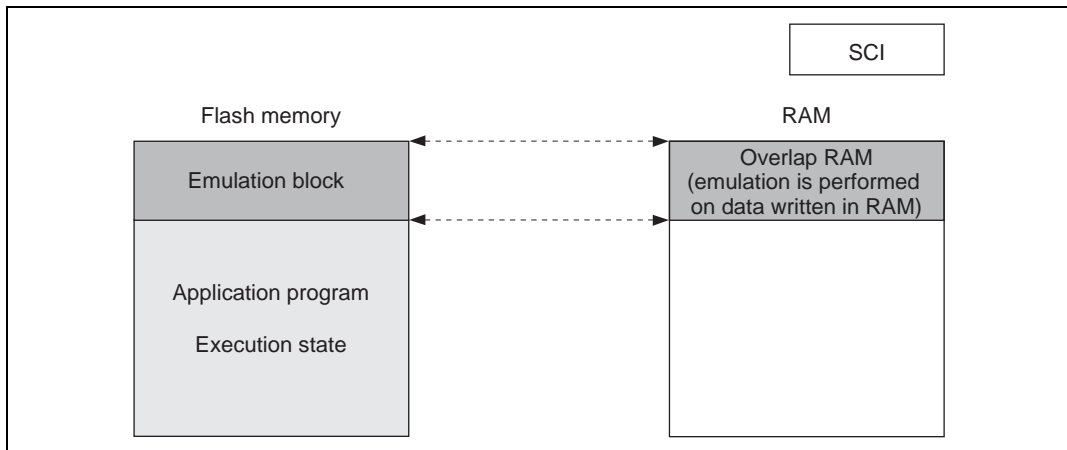 SCI
Flash memory
RAM
Emulation block
Overlap RAM
(emulation is performed
on data written in RAM)
Application program
Execution state